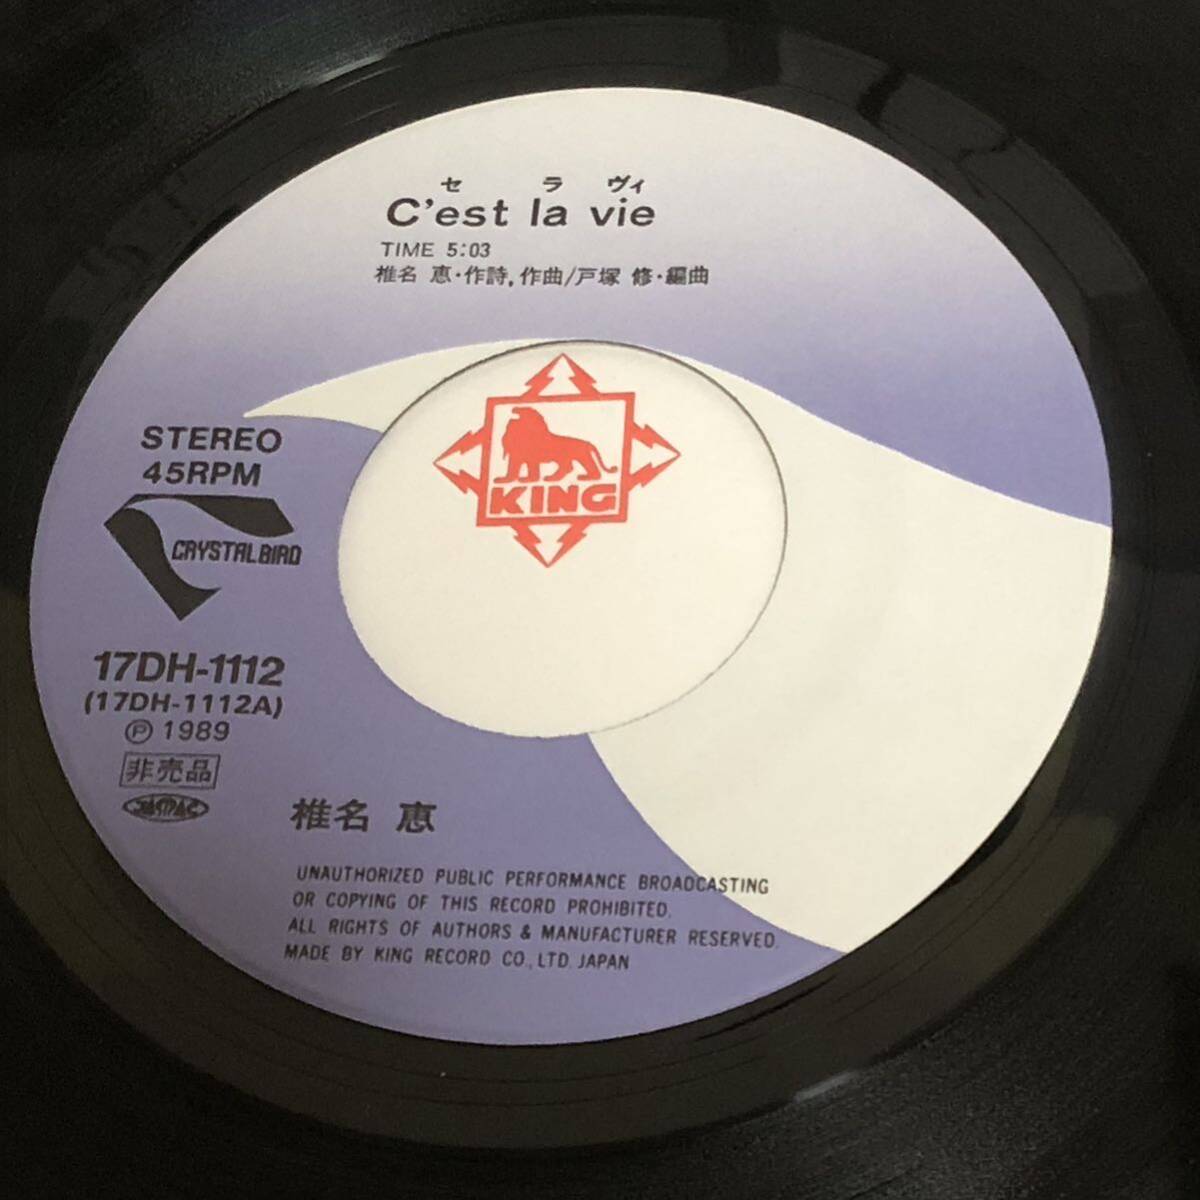 セ ラ ヴィ
C'est la vie
TIME 5:03
椎名 恵・作詩，作曲/戸塚 修・編曲
KING
STEREO
45RPM
CRYSTAL BIRD
17DH-1112
(17DH-1112A)
Ⓟ 1989
非売品
椎名 恵
UNAUTHORIZED PUBLIC PERFORMANCE BROADCASTING
OR COPYING OF THIS RECORD PROHIBITED.
ALL RIGHTS OF AUTHORS & MANUFACTURER RESERVED.
MADE BY KING RECORD CO., LTD. JAPAN